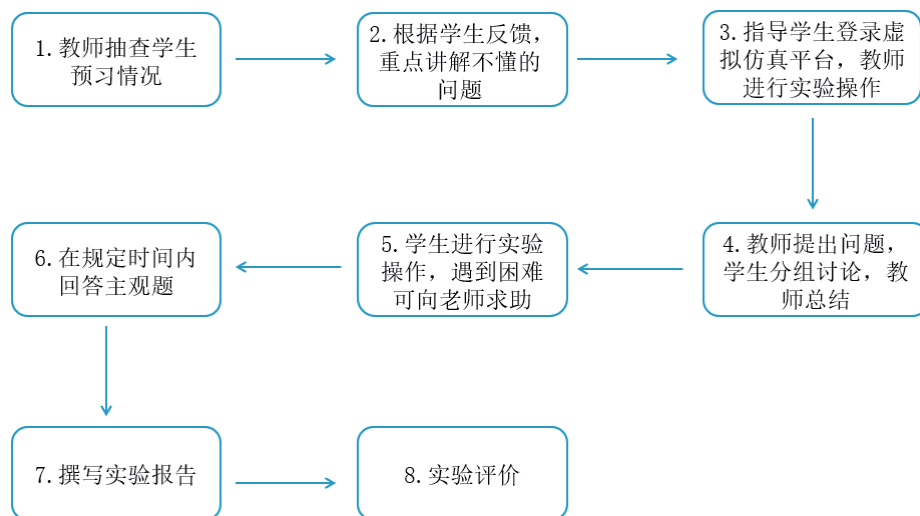 1.教师抽查学生
预习情况
2.根据学生反馈，
重点讲解不懂的
问题
3.指导学生登录虚
拟仿真平台，教师
进行实验操作
4.教师提出问题，
学生分组讨论，教
师总结
5.学生进行实验
操作，遇到困难
可向老师求助
6.在规定时间内
回答主观题
7.撰写实验报告
8.实验评价